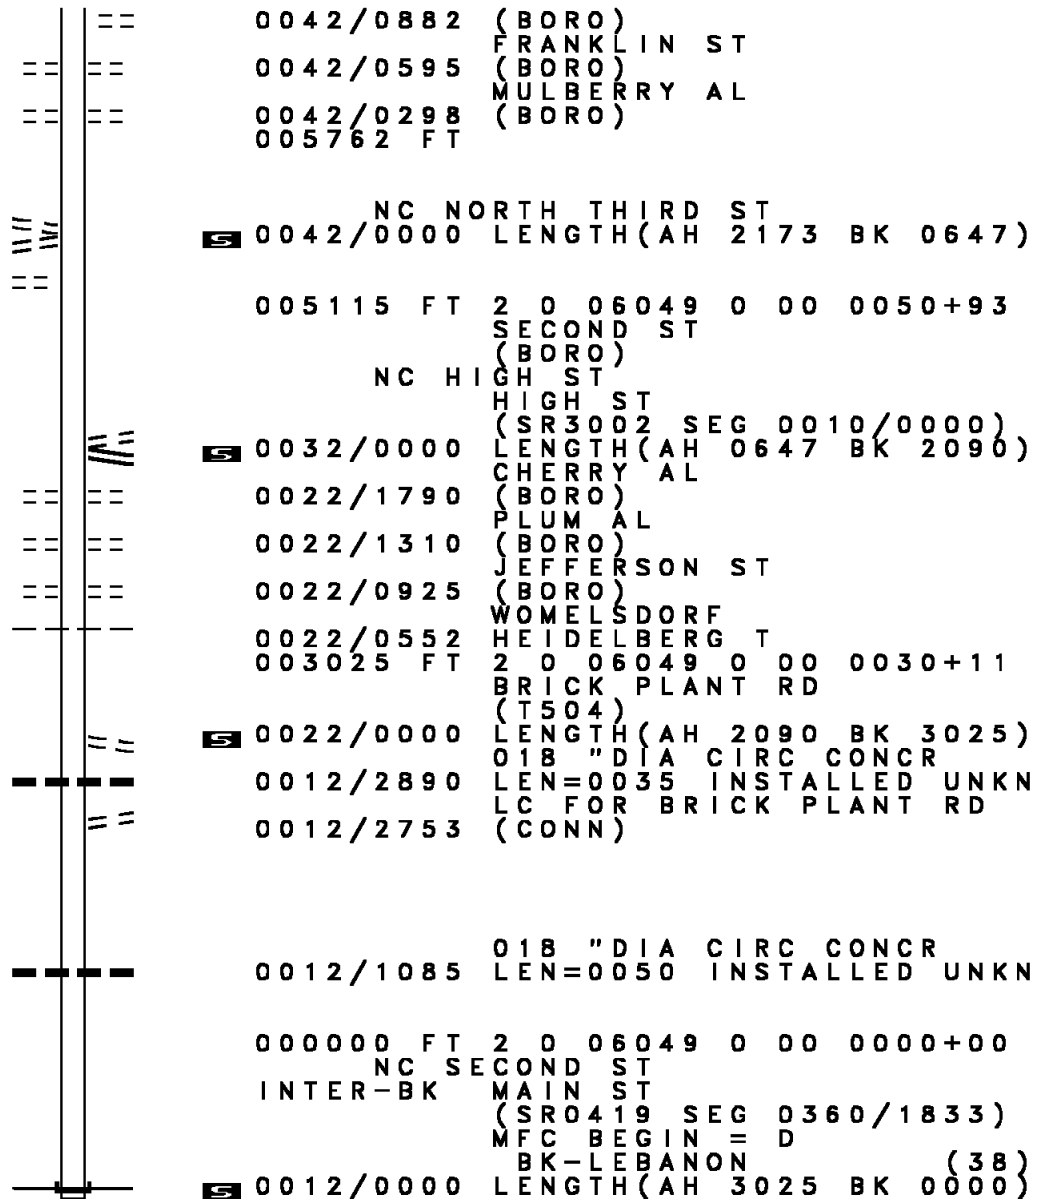 0042/0882 (BORO)
FRANKLIN ST
0042/0595 (BORO)
MULBERRY AL
0042/0298 (BORO)
005762 FT
NC NORTH THIRD ST
S 0042/0000 LENGTH(AH 2173 BK 0647)
005115 FT 2 0 06049 0 00 0050+93
SECOND ST
(BORO)
NC HIGH ST
HIGH ST
(SR3002 SEG 0010/0000)
S 0032/0000 LENGTH(AH 0647 BK 2090)
CHERRY AL
0022/1790 (BORO)
PLUM AL
0022/1310 (BORO)
JEFFERSON ST
0022/0925 (BORO)
WOMELSDORF
0022/0552 HEIDELBERG T
003025 FT 2 0 06049 0 00 0030+11
BRICK PLANT RD
(T504)
S 0022/0000 LENGTH(AH 2090 BK 3025)
018 "DIA CIRC CONCR
0012/2890 LEN=0035 INSTALLED UNKN
LC FOR BRICK PLANT RD
0012/2753 (CONN)
018 "DIA CIRC CONCR
0012/1085 LEN=0050 INSTALLED UNKN
000000 FT 2 0 06049 0 00 0000+00
NC SECOND ST
INTER-BK MAIN ST
(SR0419 SEG 0360/1833)
MFC BEGIN = D
BK-LEBANON (38)
S 0012/0000 LENGTH(AH 3025 BK 0000)